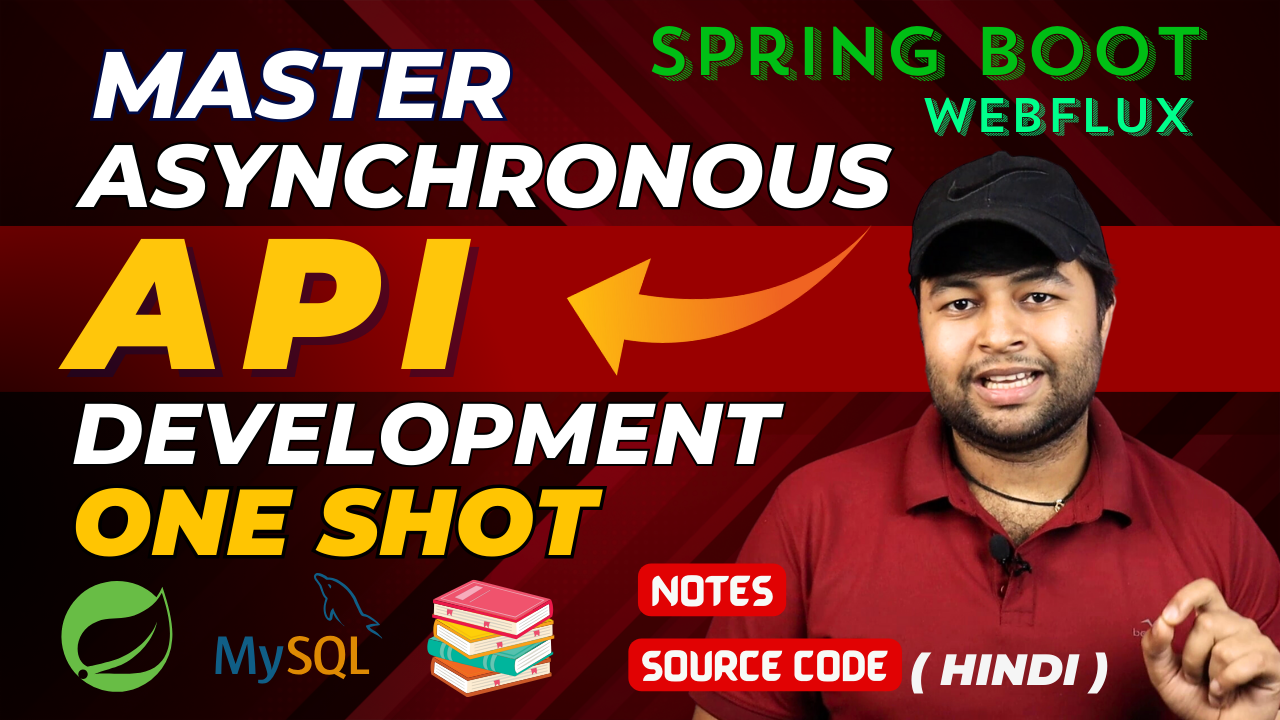 SPRING BOOT
WEBFLUX
MASTER
ASYNCHRONOUS
API
DEVELOPMENT
ONE SHOT
MySQL
NOTES
SOURCE CODE ( HINDI )